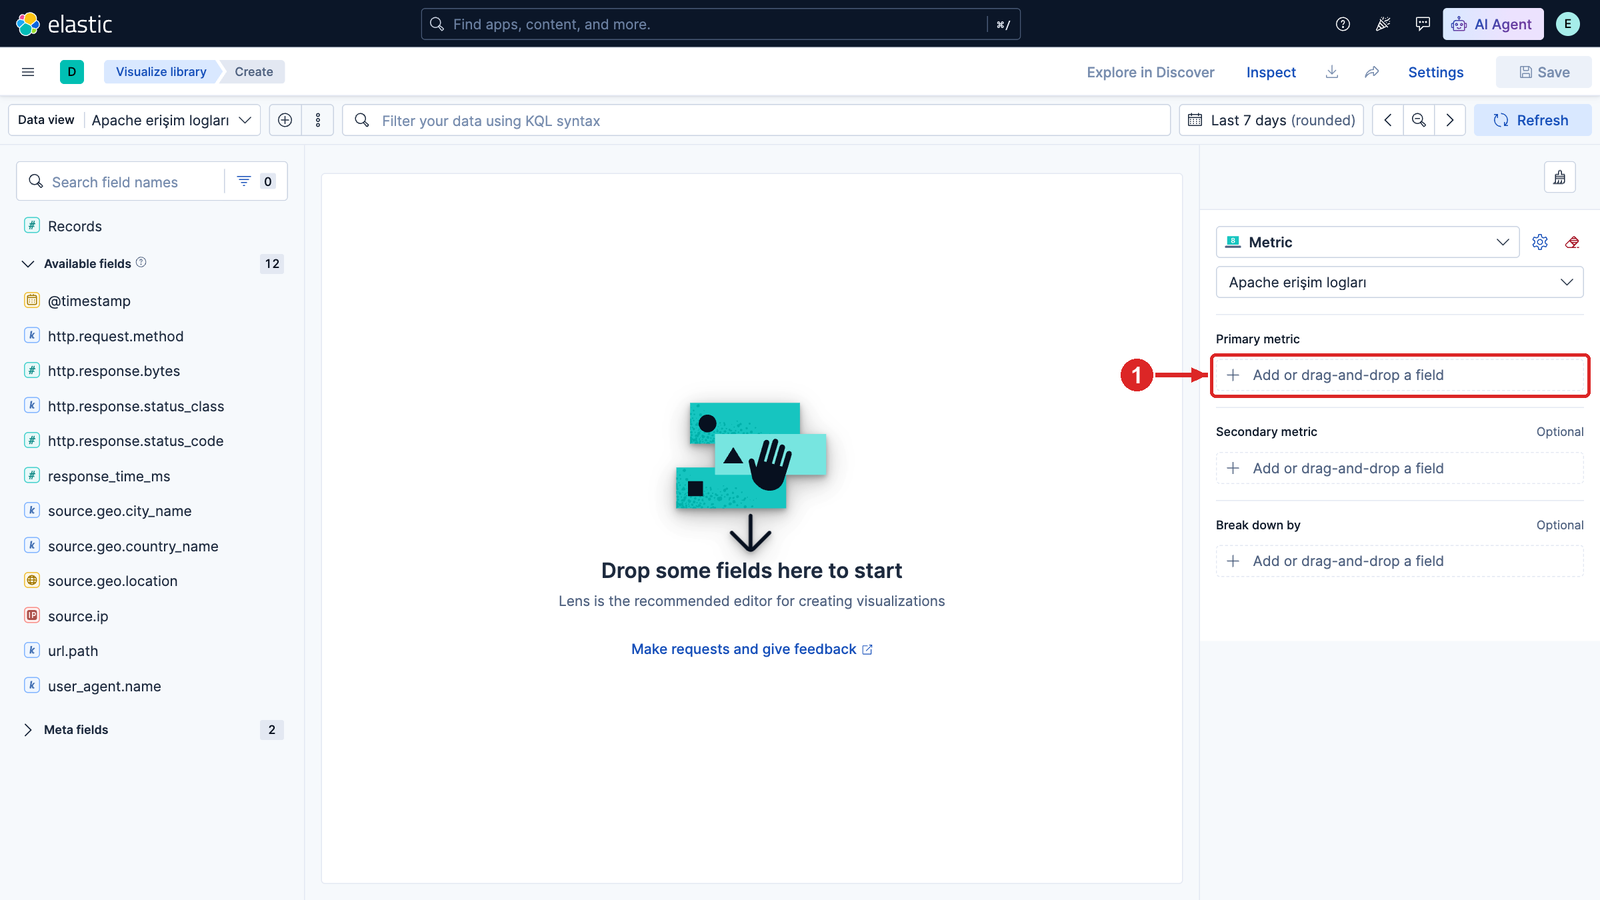 elastic
Find apps, content, and more.
⌘/
AI Agent
E
D
Visualize library
Create
Explore in Discover
Inspect
Settings
Save
Data view
Apache erişim logları
Filter your data using KQL syntax
Last 7 days (rounded)
Refresh
Search field names
0
Records
Available fields
12
@timestamp
http.request.method
http.response.bytes
http.response.status_class
http.response.status_code
response_time_ms
source.geo.city_name
source.geo.country_name
source.geo.location
source.ip
url.path
user_agent.name
Meta fields
2
Drop some fields here to start
Lens is the recommended editor for creating visualizations
Make requests and give feedback
Metric
Apache erişim logları
Primary metric
1
Add or drag-and-drop a field
Secondary metric
Optional
Add or drag-and-drop a field
Break down by
Optional
Add or drag-and-drop a field